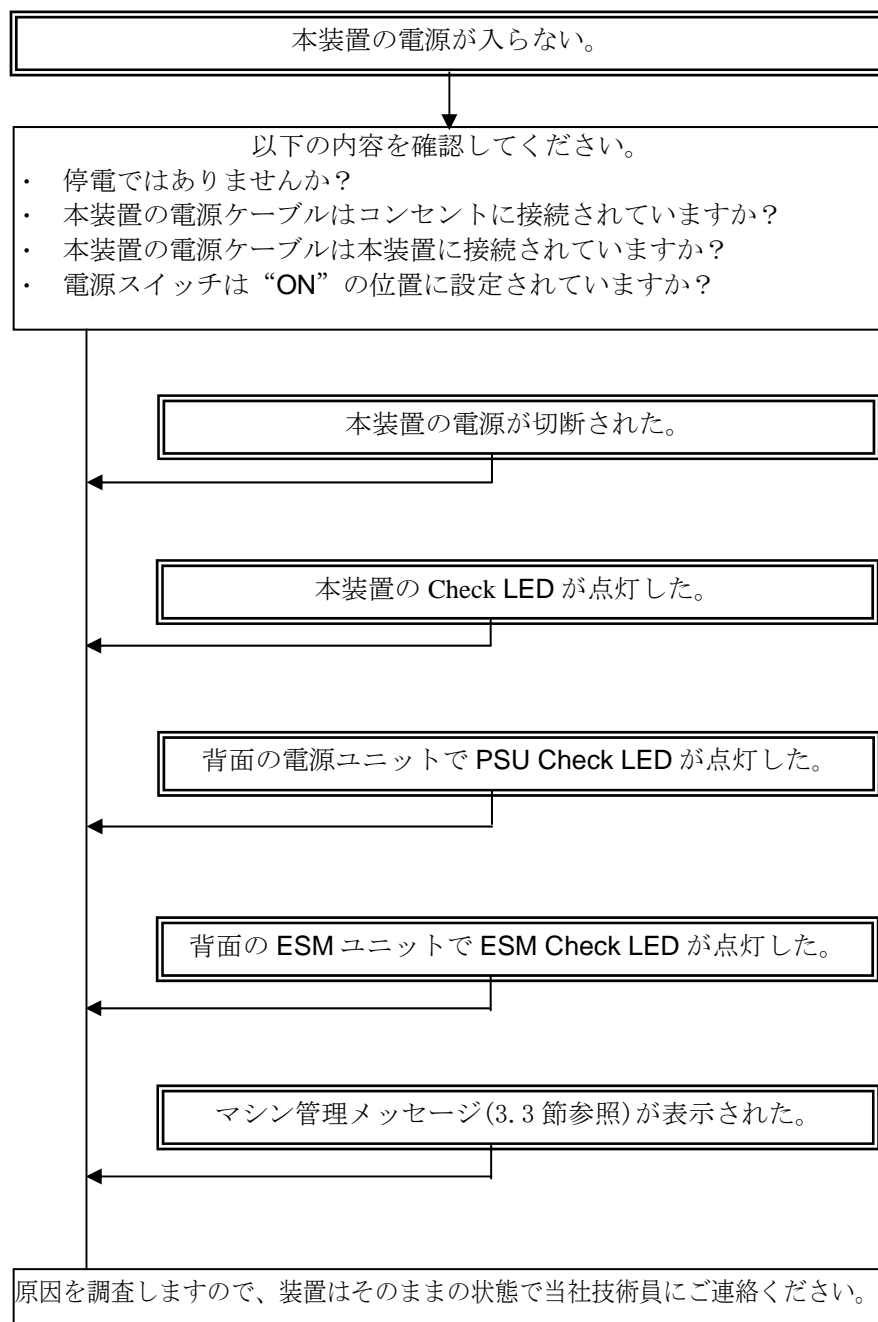 本装置の電源が入らない。
以下の内容を確認してください。
・ 停電ではありませんか？
・ 本装置の電源ケーブルはコンセントに接続されていますか？
・ 本装置の電源ケーブルは本装置に接続されていますか？
・ 電源スイッチは“ON”の位置に設定されていますか？
本装置の電源が切断された。
本装置の Check LED が点灯した。
背面の電源ユニットで PSU Check LED が点灯した。
背面の ESM ユニットで ESM Check LED が点灯した。
マシン管理メッセージ(3.3 節参照)が表示された。
原因を調査しますので、装置はそのままの状態で当社技術員にご連絡ください。